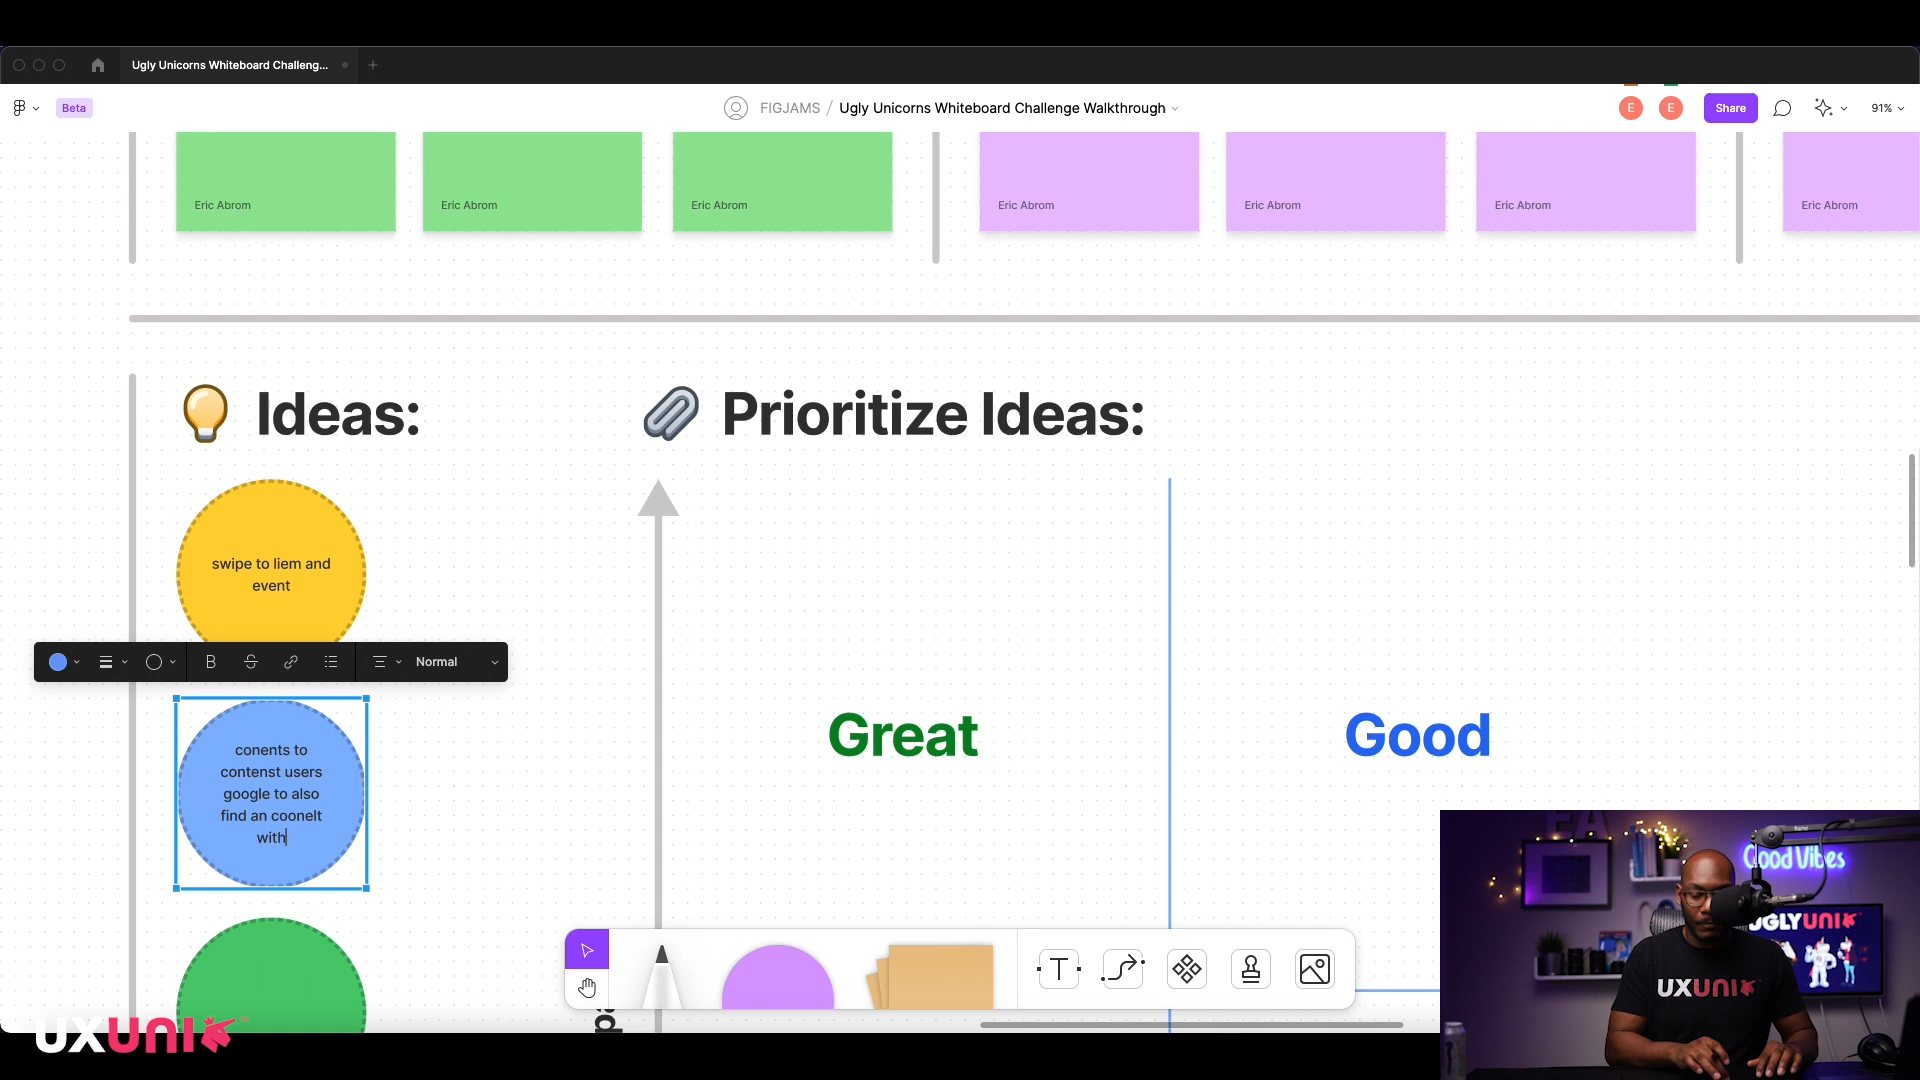 Ugly Unicorns Whiteboard Challeng...
Beta
FIGJAMS / Ugly Unicorns Whiteboard Challenge Walkthrough
E
E
Share
91%
Eric Abrom
Eric Abrom
Eric Abrom
Eric Abrom
Eric Abrom
Eric Abrom
Eric Abrom
Ideas:
Prioritize Ideas:
swipe to liem and
event
B
S
Normal
conents to
contenst users
google to also
find an coonelt
with
Great
Good
T
Good Vibes
UGLYUNI
UXUNI
UXUNI